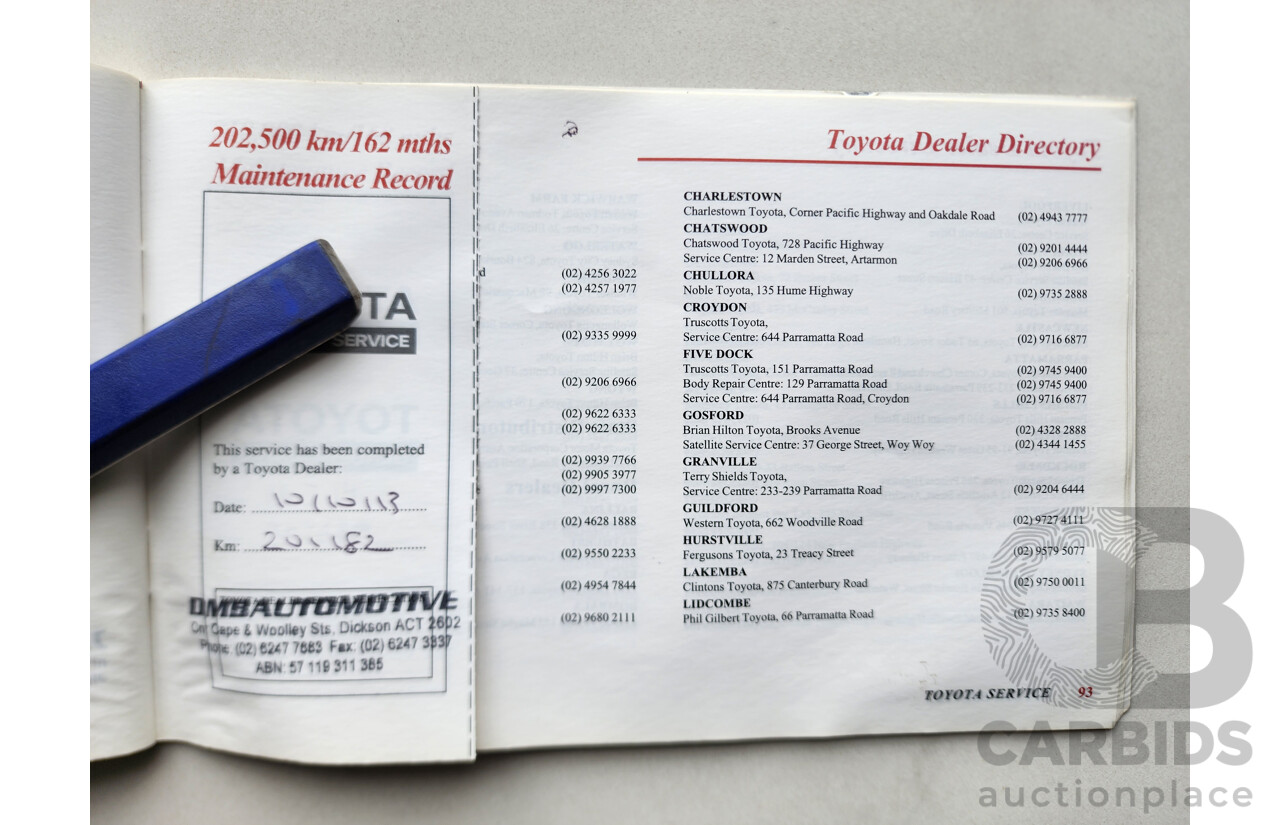 202,500 km/162 mths
Maintenance Record
OTA
SERVICE
This service has been completed
by a Toyota Dealer:
Date: 10/10/13
Km: 201182
DMBAUTOMOTIVE
Cnr Cape & Woolley Sts, Dickson ACT 2602
Phone: (02) 6247 7663 Fax: (02) 6247 3337
ABN: 57 119 311 385
d
(02) 4256 3022
(02) 4257 1977
(02) 9335 9999
(02) 9206 6966
(02) 9622 6333
(02) 9622 6333
(02) 9939 7766
(02) 9905 3977
(02) 9997 7300
(02) 4628 1888
(02) 9550 2233
(02) 4954 7844
(02) 9680 2111
Toyota Dealer Directory
CHARLESTOWN
Charlestown Toyota, Corner Pacific Highway and Oakdale Road (02) 4943 7777
CHATSWOOD
Chatswood Toyota, 728 Pacific Highway (02) 9201 4444
Service Centre: 12 Marden Street, Artarmon (02) 9206 6966
CHULLORA
Noble Toyota, 135 Hume Highway (02) 9735 2888
CROYDON
Truscotts Toyota,
Service Centre: 644 Parramatta Road (02) 9716 6877
FIVE DOCK
Truscotts Toyota, 151 Parramatta Road (02) 9745 9400
Body Repair Centre: 129 Parramatta Road (02) 9745 9400
Service Centre: 644 Parramatta Road, Croydon (02) 9716 6877
GOSFORD
Brian Hilton Toyota, Brooks Avenue (02) 4328 2888
Satellite Service Centre: 37 George Street, Woy Woy (02) 4344 1455
GRANVILLE
Terry Shields Toyota,
Service Centre: 233-239 Parramatta Road (02) 9204 6444
GUILDFORD
Western Toyota, 662 Woodville Road (02) 9727 4111
HURSTVILLE
Fergusons Toyota, 23 Treacy Street (02) 9579 5077
LAKEMBA
Clintons Toyota, 875 Canterbury Road (02) 9750 0011
LIDCOMBE
Phil Gilbert Toyota, 66 Parramatta Road (02) 9735 8400
TOYOTA SERVICE 93
CB
CARBIDS
auctionplace